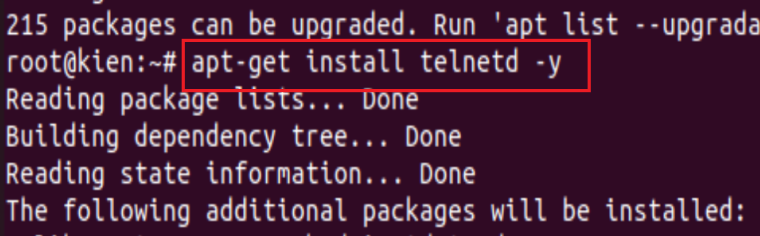 215 packages can be upgraded. Run 'apt list --upgrada
root@kien:~# apt-get install telnetd -y
Reading package lists... Done
Building dependency tree... Done
Reading state information... Done
The following additional packages will be installed: